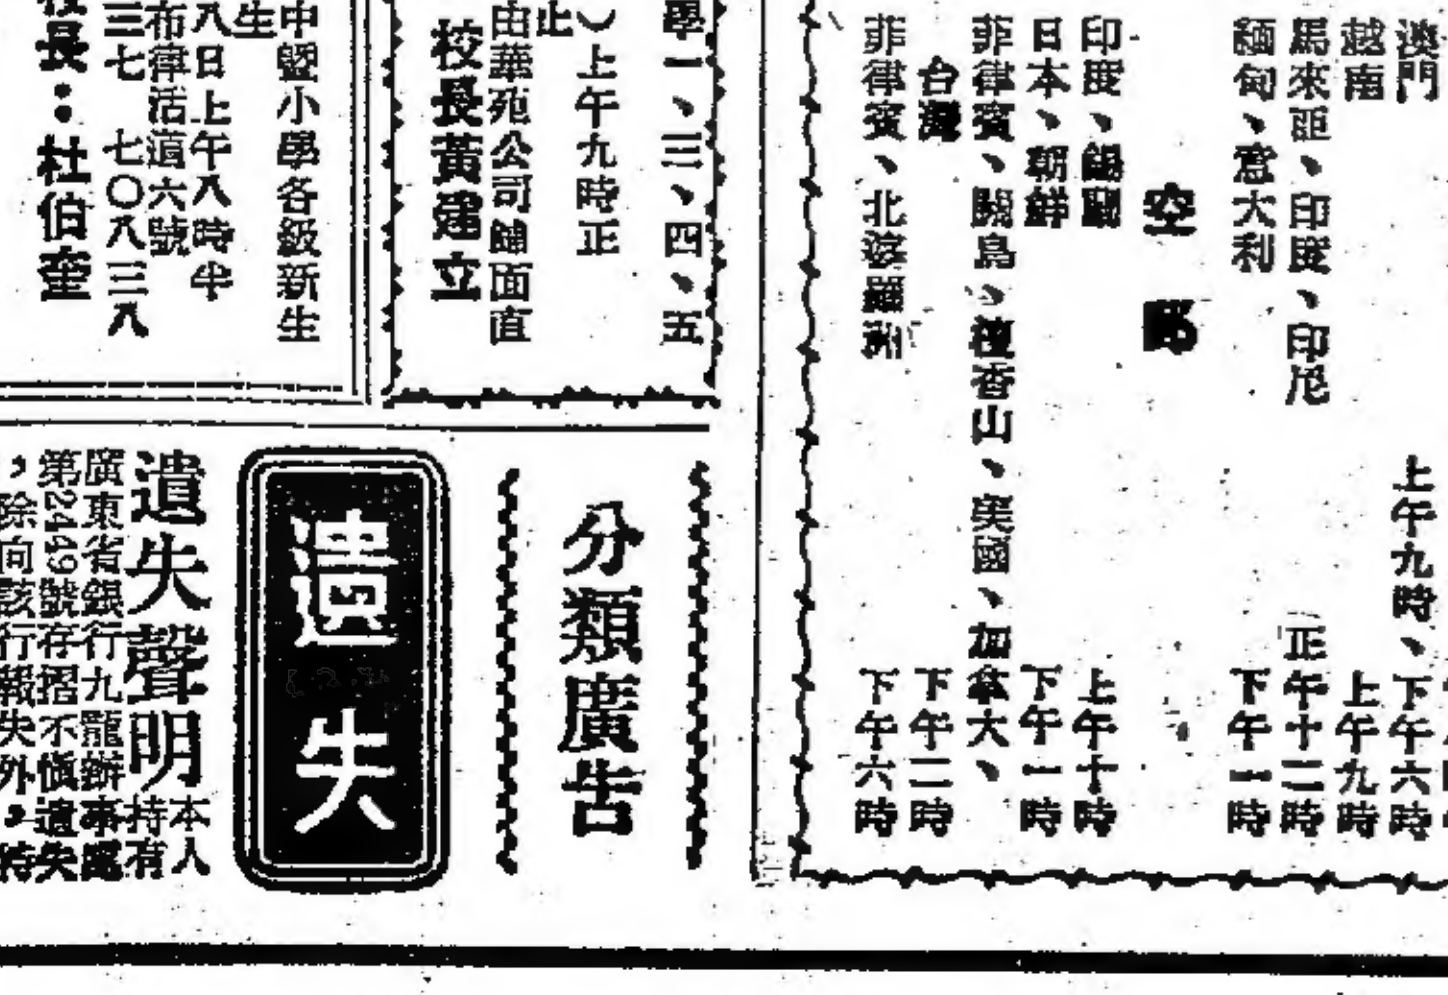 澳門　上午九時、下午六時
越南　上午九時
馬來亞、印度、印尼　正午十二時
緬甸、意大利　下午一時
空郵
印度、錫蘭　上午十時
日本、朝鮮　下午一時
菲律賓、關島、檀香山、美國、加拿大、
台灣　下午二時
菲律賓、北婆羅洲　下午六時
學一、三、四、五
）上午九時正
止
由華苑公司鋪面直
校長黃建立
中暨小學各級新生
生
八日上午八時半
布律活道六號
三七　七〇八三八
校長：杜伯奎
分類廣告
遺失
遺失聲明
本人
持有
廣東省銀行九龍辦事處
第2449號存摺不慎遺失
，除向該行報失外，特